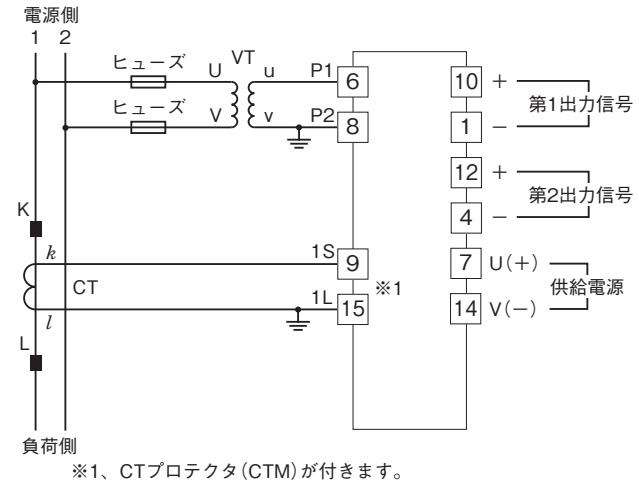 電源側
1 2
ヒューズ U VT u P1 6 10 +
第1出力信号
ヒューズ V v P2 8 1 −
12 +
第2出力信号
4 −
K
k 1S 9 7 U(+)
CT ※1 供給電源
l 1L 15 14 V(−)
L
負荷側
※1、CTプロテクタ(CTM)が付きます。